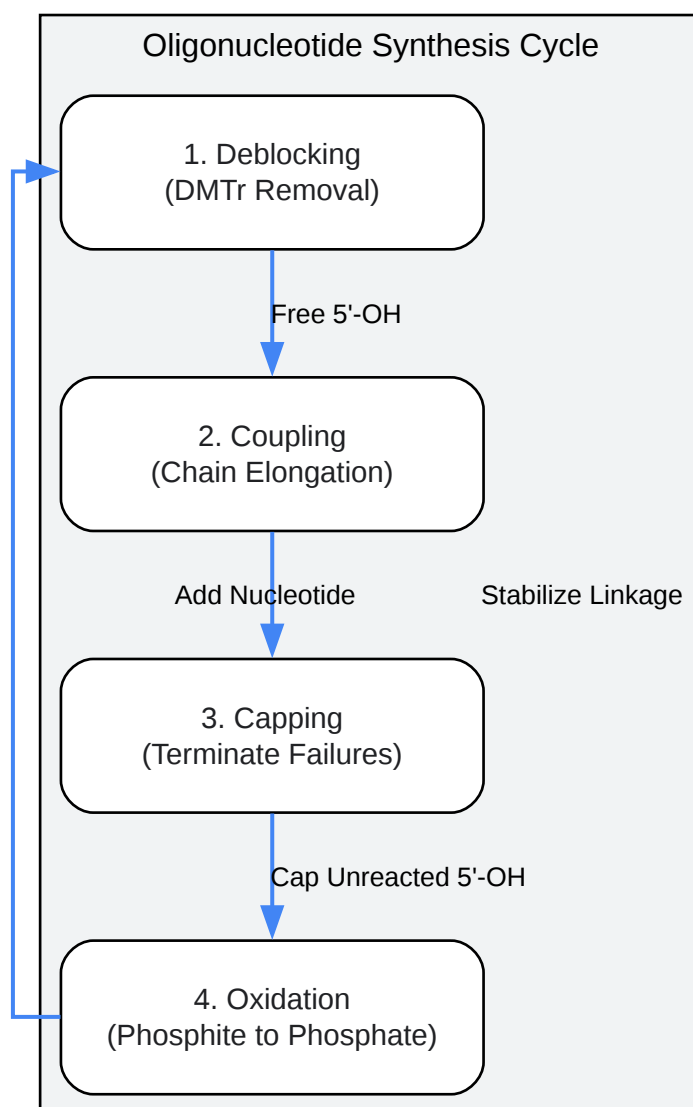 Oligonucleotide Synthesis Cycle
1. Deblocking
(DMTr Removal)
Free 5'-OH
2. Coupling
(Chain Elongation)
Add Nucleotide
Stabilize Linkage
3. Capping
(Terminate Failures)
Cap Unreacted 5'-OH
4. Oxidation
(Phosphite to Phosphate)